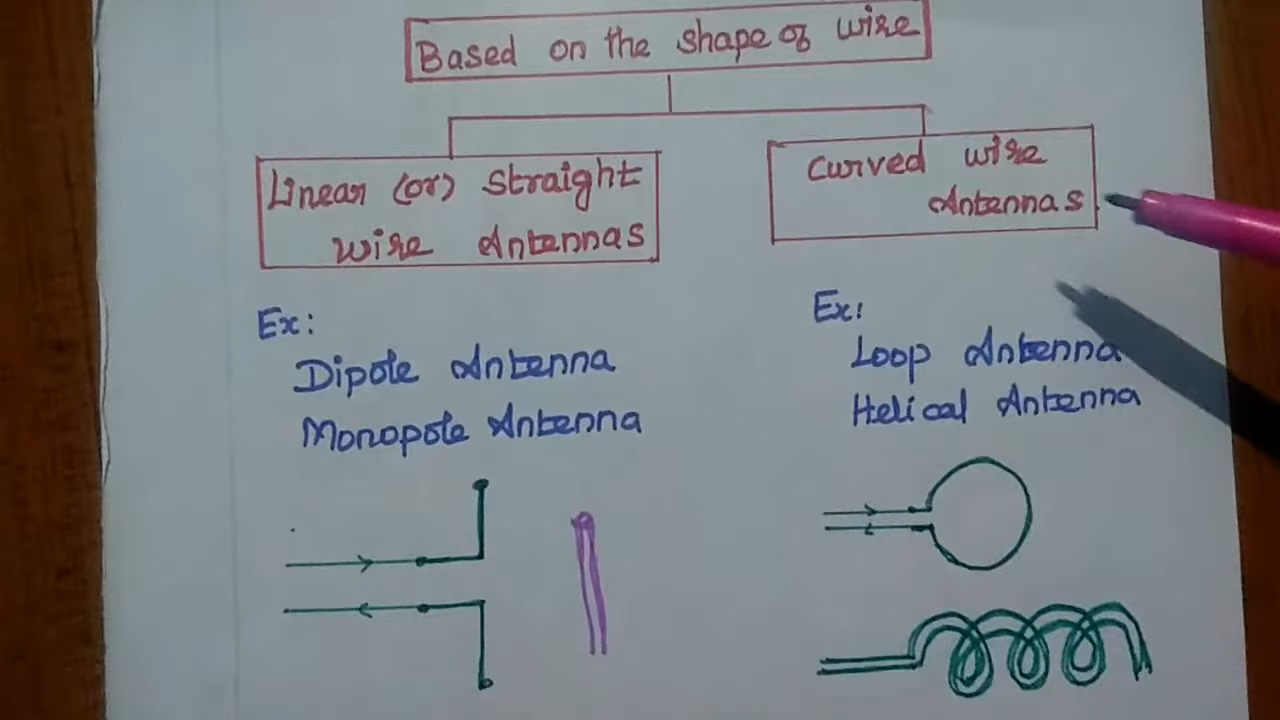 Based on the shape of wire
Linear (or) straight
wire Antennas
Curved wire
Antennas
Ex:
Dipole Antenna
Monopole Antenna
Ex:
Loop Antenna
Helical Antenna